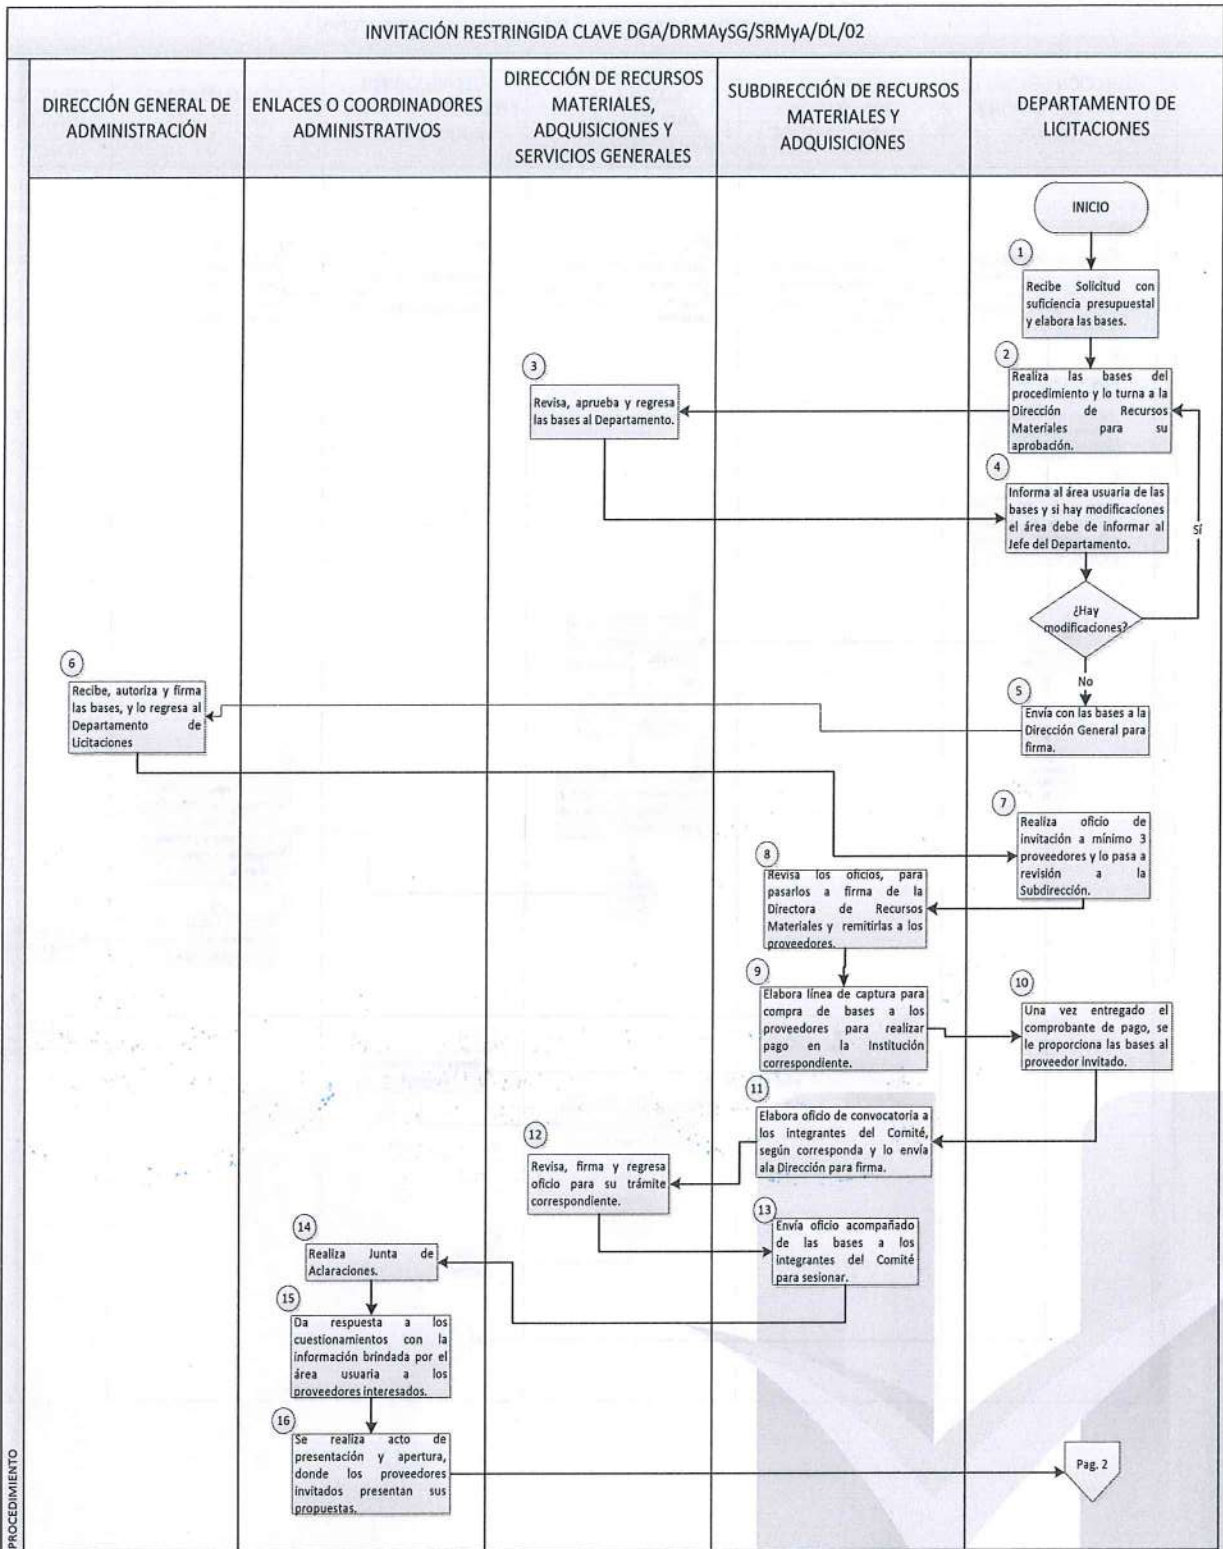 INVITACIÓN RESTRINGIDA CLAVE DGA/DRMAySG/SRMyA/DL/02
DIRECCIÓN GENERAL DE
ADMINISTRACIÓN
ENLACES O COORDINADORES
ADMINISTRATIVOS
DIRECCIÓN DE RECURSOS
MATERIALES,
ADQUISICIONES Y
SERVICIOS GENERALES
SUBDIRECCIÓN DE RECURSOS
MATERIALES Y
ADQUISICIONES
DEPARTAMENTO DE
LICITACIONES
INICIO
1
Recibe Solicitud con
suficiencia presupuestal
y elabora las bases.
2
Realiza las bases del
procedimiento y lo turna a la
Dirección de Recursos
Materiales para su
aprobación.
3
Revisa, aprueba y regresa
las bases al Departamento.
4
Informa al área usuaria de las
bases y si hay modificaciones
el área debe de informar al
Jefe del Departamento.
Sí
¿Hay
modificaciones?
No
5
Envía con las bases a la
Dirección General para
firma.
6
Recibe, autoriza y firma
las bases, y lo regresa al
Departamento de
Licitaciones
7
Realiza oficio de
invitación a mínimo 3
proveedores y lo pasa a
revisión a la
Subdirección.
8
Revisa los oficios, para
pasarlos a firma de la
Directora de Recursos
Materiales y remitirlas a los
proveedores.
9
Elabora línea de captura para
compra de bases a los
proveedores para realizar
pago en la Institución
correspondiente.
10
Una vez entregado el
comprobante de pago, se
le proporciona las bases al
proveedor invitado.
11
Elabora oficio de convocatoria a
los integrantes del Comité,
según corresponda y lo envía
ala Dirección para firma.
12
Revisa, firma y regresa
oficio para su trámite
correspondiente.
13
Envía oficio acompañado
de las bases a los
integrantes del Comité
para sesionar.
14
Realiza Junta de
Aclaraciones.
15
Da respuesta a los
cuestionamientos con la
información brindada por el
área usuaria a los
proveedores interesados.
16
Se realiza acto de
presentación y apertura,
donde los proveedores
invitados presentan sus
propuestas.
Pag. 2
PROCEDIMIENTO